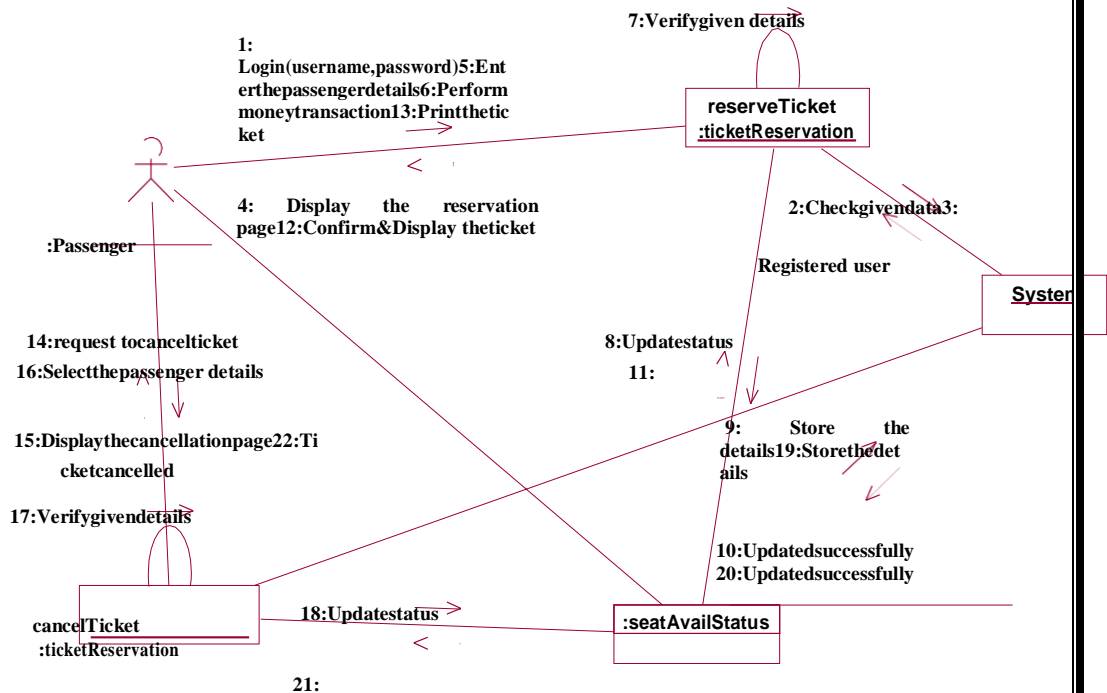 7:Verifygiven details
1:
Login(username,password)5:Ent
erthepassengerdetails6:Perform
moneytransaction13:Printtheticket
ket
reserveTicket
:ticketReservation
4: Display the reservation
page12:Confirm&Display theticket
2:Checkgivendata3:
:Passenger
Registered user
System
14:request tocancelticket
16:Selectthepassenger details
8:Updatestatus
11:
15:Displaythecancellationpage22:Ti
cketcancelled
9: Store the
details19:Storethedet
ails
17:Verifygivendetails
10:Updatedsuccessfully
20:Updatedsuccessfully
cancelTicket
:ticketReservation
18:Updatestatus
:seatAvailStatus
21: